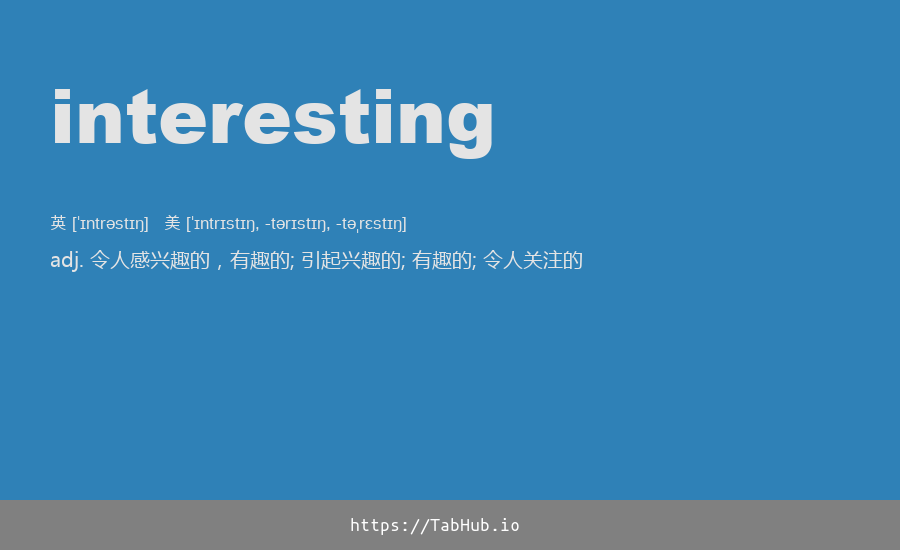 interesting
英 [ˈɪntrəstɪŋ] 美 [ˈɪntrɪstɪŋ, -tərɪstɪŋ, -təˌrɛstɪŋ]
adj. 令人感兴趣的，有趣的; 引起兴趣的; 有趣的; 令人关注的
https://TabHub.io